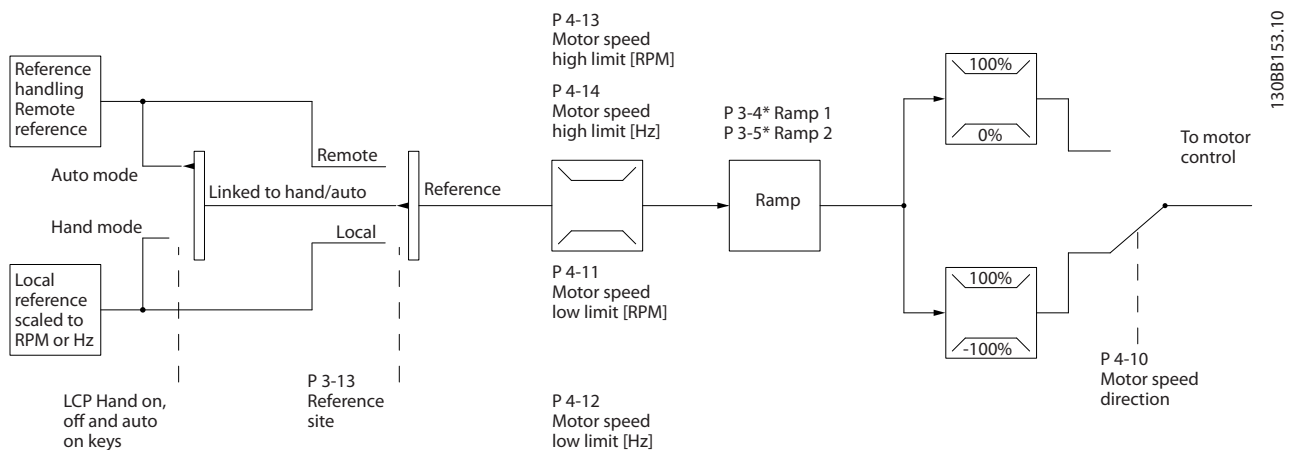 Reference
handling
Remote
reference
Auto mode
Hand mode
Local
reference
scaled to
RPM or Hz
LCP Hand on,
off and auto
on keys
Linked to hand/auto
Remote
Local
P 3-13
Reference
site
Reference
P 4-13
Motor speed
high limit [RPM]
P 4-14
Motor speed
high limit [Hz]
P 4-11
Motor speed
low limit [RPM]
P 4-12
Motor speed
low limit [Hz]
P 3-4* Ramp 1
P 3-5* Ramp 2
Ramp
100%
0%
100%
-100%
To motor
control
P 4-10
Motor speed
direction
130BB153.10